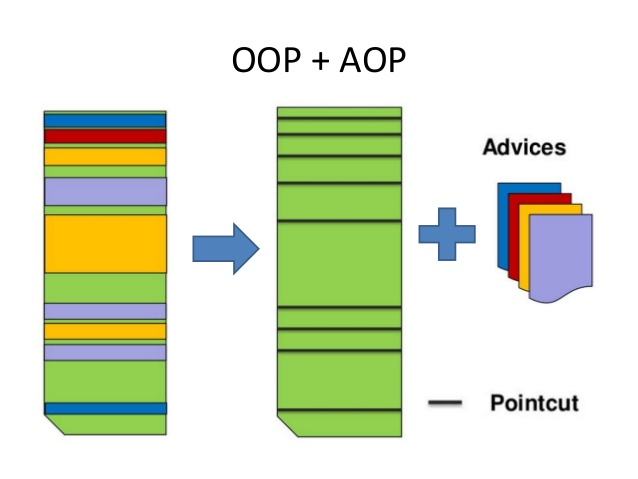 OOP + AOP
Advices
Pointcut